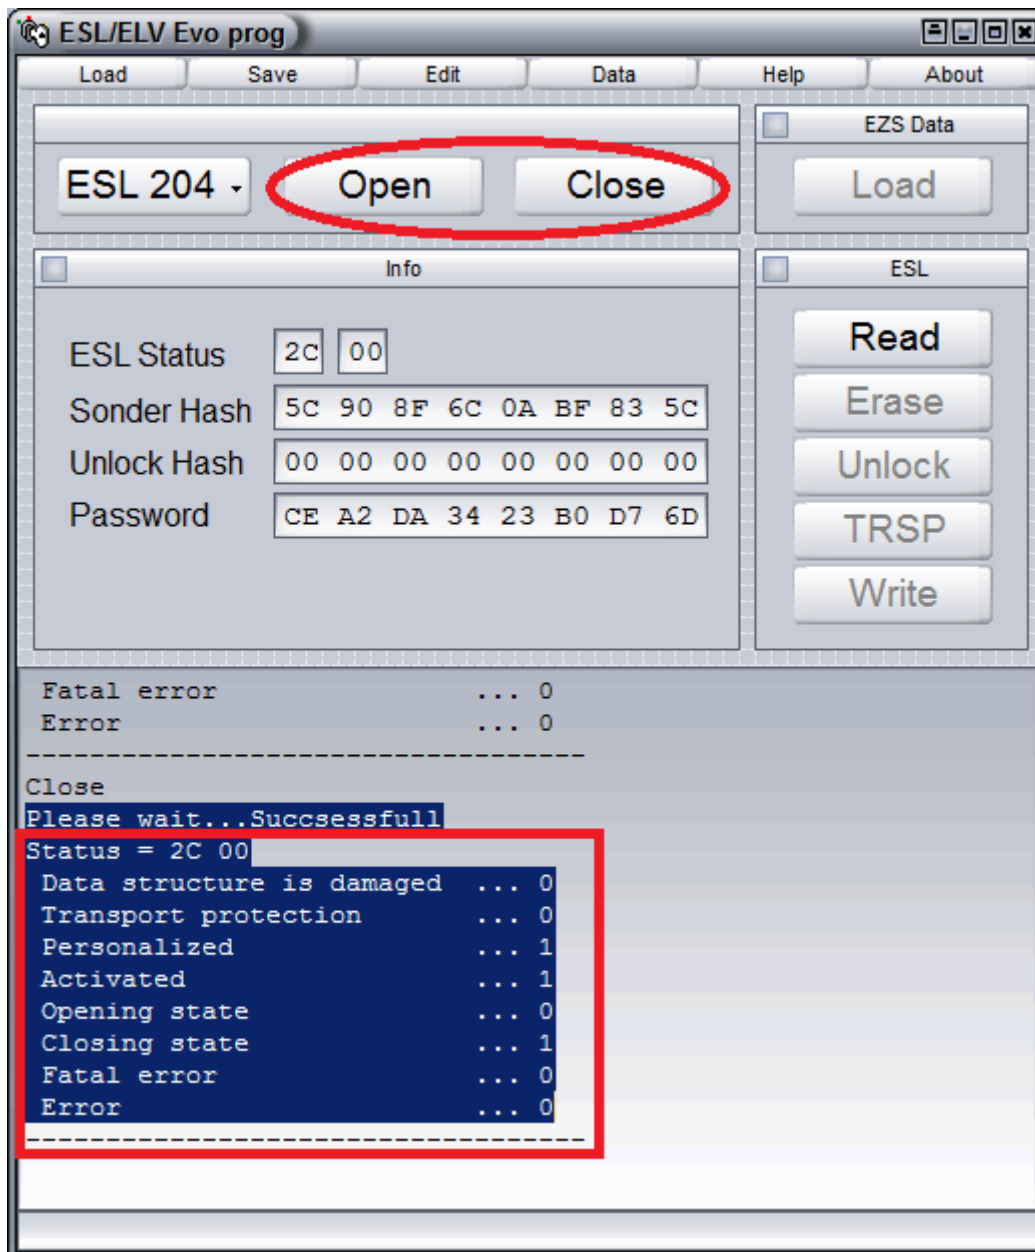 ESL/ELV Evo prog
Load Save Edit Data Help About
EZS Data
ESL 204 Open Close Load
Info ESL
ESL Status 2C 00
Sonder Hash 5C 90 8F 6C 0A BF 83 5C
Unlock Hash 00 00 00 00 00 00 00 00
Password CE A2 DA 34 23 B0 D7 6D
Read
Erase
Unlock
TRSP
Write
Fatal error ... 0
Error ... 0
-----------------------------------
Close
Please wait...Succsessfull
Status = 2C 00
Data structure is damaged ... 0
Transport protection ... 0
Personalized ... 1
Activated ... 1
Opening state ... 0
Closing state ... 1
Fatal error ... 0
Error ... 0
-----------------------------------